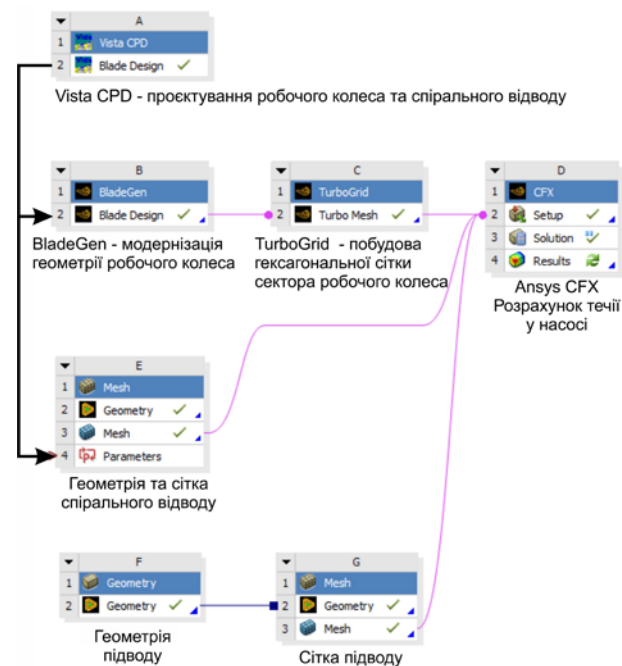 A
1 Vista CPD
2 Blade Design
Vista CPD - проєктування робочого колеса та спірального відводу
B
1 BladeGen
2 Blade Design
BladeGen - модернізація
геометрії робочого колеса
C
1 TurboGrid
2 Turbo Mesh
TurboGrid - побудова
гексагональної сітки
сектора робочого колеса
D
1 CFX
2 Setup
3 Solution
4 Results
Ansys CFX
Розрахунок течії
у насосі
E
1 Mesh
2 Geometry
3 Mesh
4 Parameters
Геометрія та сітка
спірального відводу
F
1 Geometry
2 Geometry
Геометрія
підводу
G
1 Mesh
2 Geometry
3 Mesh
Сітка підводу